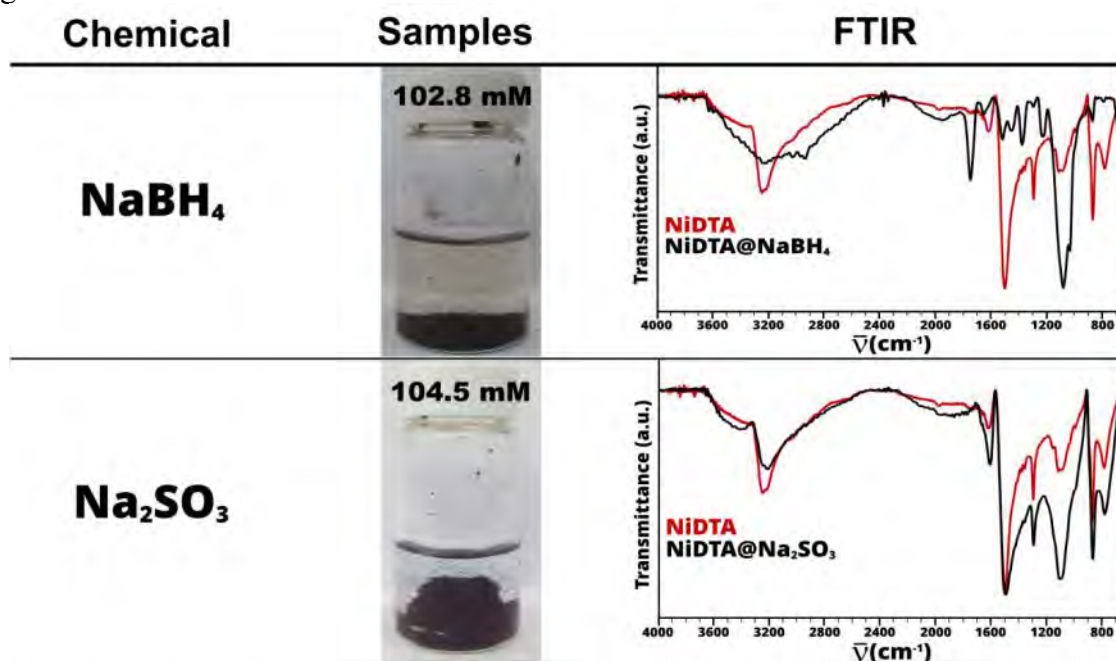 Chemical Samples FTIR
102.8 mM
NaBH₄
NiDTA
NiDTA@NaBH₄
Transmittance (a.u.)
4000 3600 3200 2800 2400 2000 1600 1200 800
ṽ(cm⁻¹)
104.5 mM
Na₂SO₃
NiDTA
NiDTA@Na₂SO₃
Transmittance (a.u.)
4000 3600 3200 2800 2400 2000 1600 1200 800
ṽ(cm⁻¹)